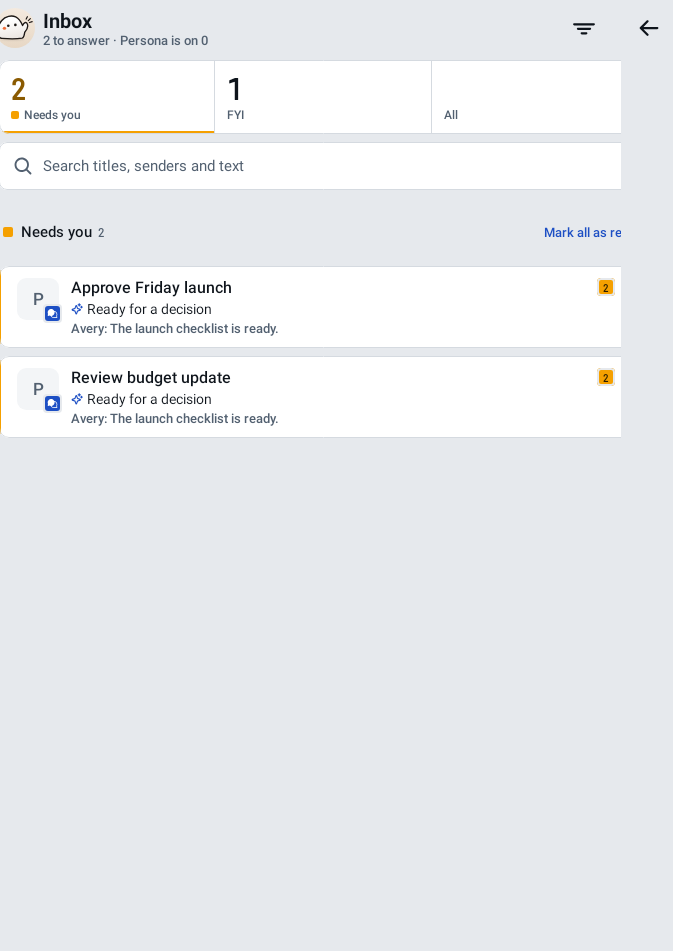 Inbox
2 to answer · Persona is on 0
2
Needs you
1
FYI
All
Search titles, senders and text
Needs you 2
Mark all as re
P
Approve Friday launch
2
Ready for a decision
Avery: The launch checklist is ready.
P
Review budget update
2
Ready for a decision
Avery: The launch checklist is ready.